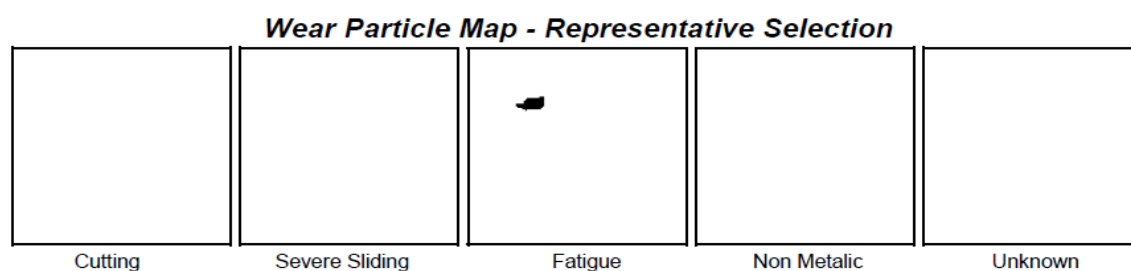 Wear Particle Map - Representative Selection
Cutting Severe Sliding Fatigue Non Metalic Unknown